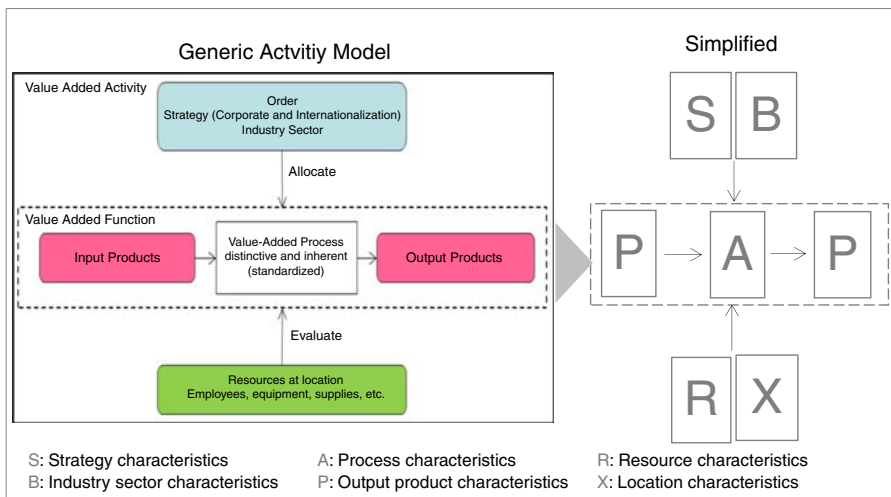 Generic Actvitiy Model
Simplified
Value Added Activity
Order
Strategy (Corporate and Internationalization)
Industry Sector
Allocate
Value Added Function
Input Products
Value-Added Process
distinctive and inherent
(standardized)
Output Products
Evaluate
Resources at location
Employees, equipment, supplies, etc.
S B
P A P
R X
S: Strategy characteristics
A: Process characteristics
R: Resource characteristics
B: Industry sector characteristics
P: Output product characteristics
X: Location characteristics